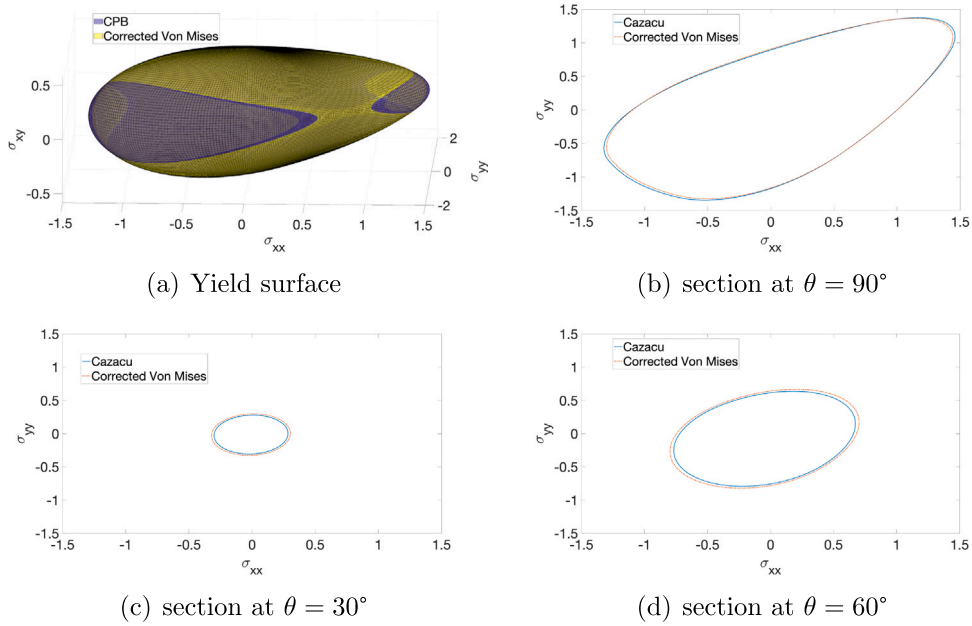 CPB
Corrected Von Mises
0.5
0
-0.5
σxy
2
0
-2
σyy
-1.5 -1 -0.5 0 0.5 1 1.5
σxx
(a) Yield surface
Cazacu
Corrected Von Mises
1.5
1
0.5
0
-0.5
-1
-1.5
σyy
-1.5 -1 -0.5 0 0.5 1 1.5
σxx
(b) section at θ = 90°
Cazacu
Corrected Von Mises
1.5
1
0.5
0
-0.5
-1
-1.5
σyy
-1.5 -1 -0.5 0 0.5 1 1.5
σxx
(c) section at θ = 30°
Cazacu
Corrected Von Mises
1.5
1
0.5
0
-0.5
-1
-1.5
σyy
-1.5 -1 -0.5 0 0.5 1 1.5
σxx
(d) section at θ = 60°